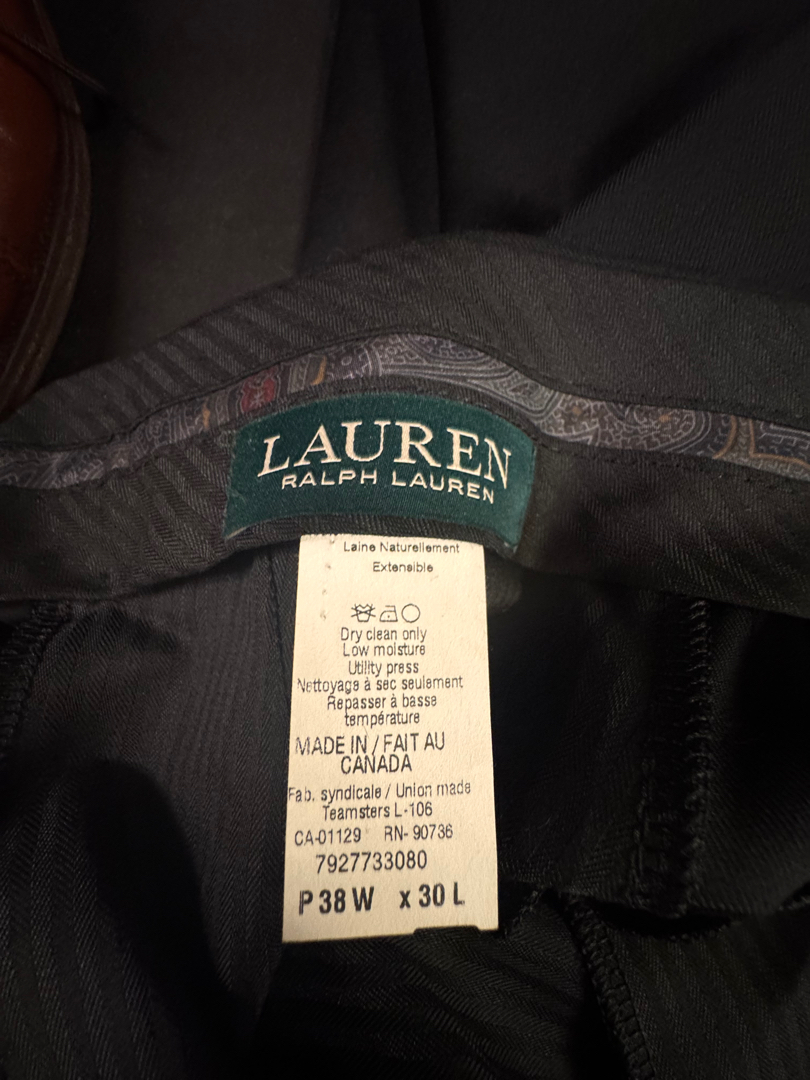 LAUREN
RALPH LAUREN
Laine Naturellement
Extensible
Dry clean only
Low moisture
Utility press
Nettoyage à sec seulement
Repasser à basse
température
MADE IN / FAIT AU
CANADA
Fab. syndicale / Union made
Teamsters L-106
CA-01129 RN-90736
7927733080
P 38 W x 30 L